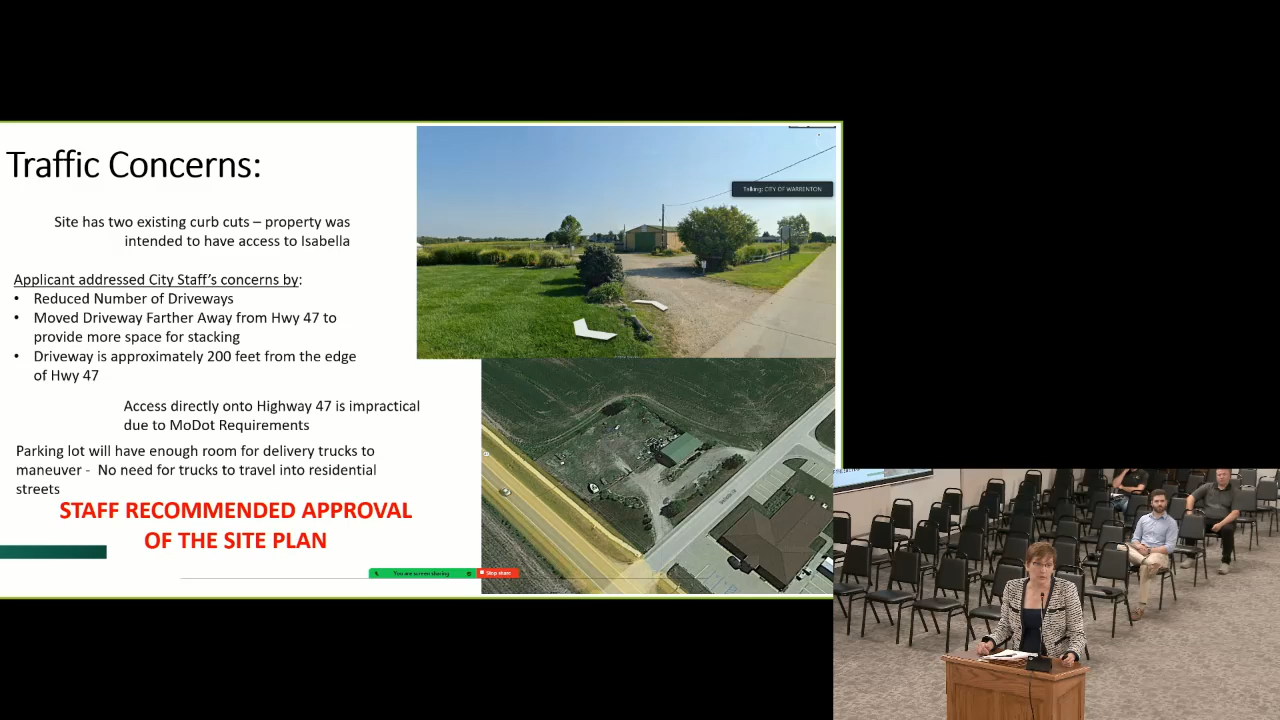 Traffic Concerns:
Site has two existing curb cuts – property was
intended to have access to Isabella
Applicant addressed City Staff's concerns by:
• Reduced Number of Driveways
• Moved Driveway Farther Away from Hwy 47 to
provide more space for stacking
• Driveway is approximately 200 feet from the edge
of Hwy 47
Access directly onto Highway 47 is impractical
due to MoDot Requirements
Parking lot will have enough room for delivery trucks to
maneuver - No need for trucks to travel into residential
streets
STAFF RECOMMENDED APPROVAL
OF THE SITE PLAN
Talking: CITY OF WARRENTON
You are screen sharing
Stop share